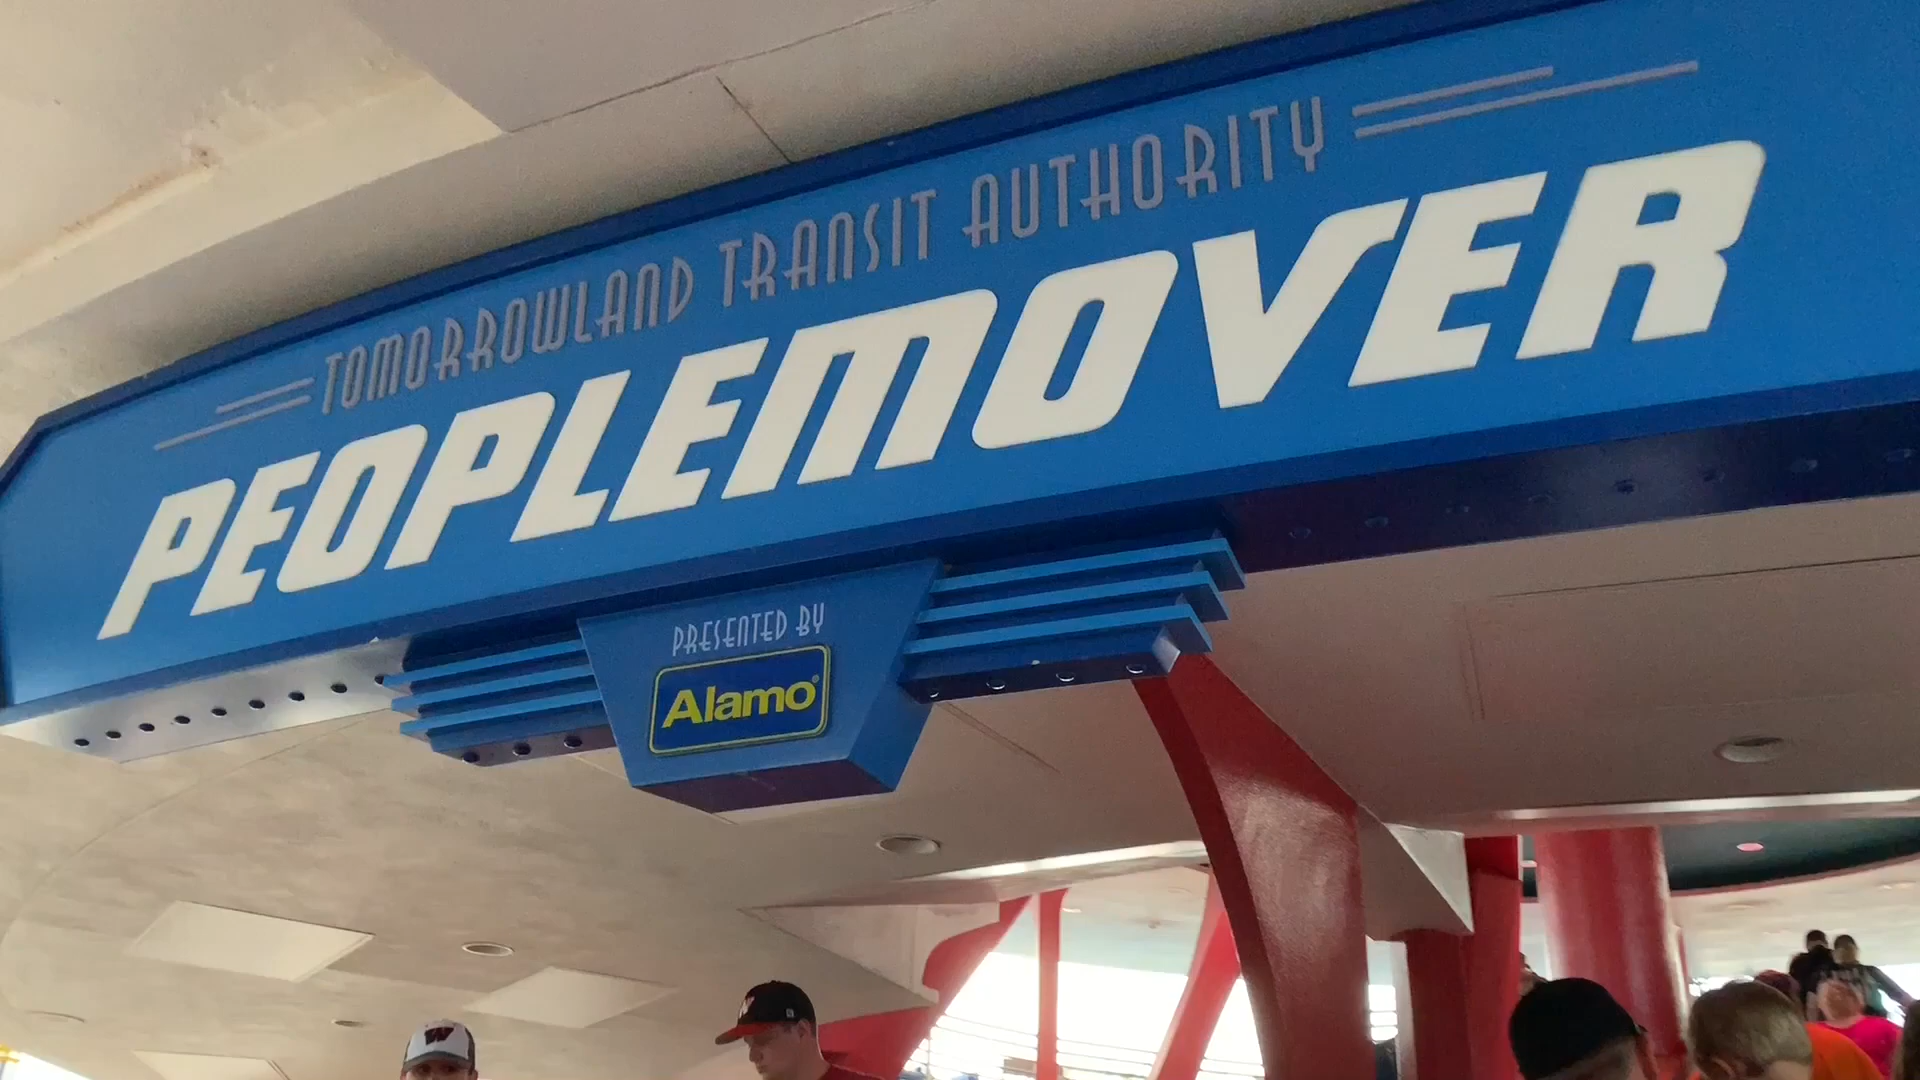 TOMORROWLAND TRANSIT AUTHORITY
PEOPLEMOVER
PRESENTED BY
Alamo®
W